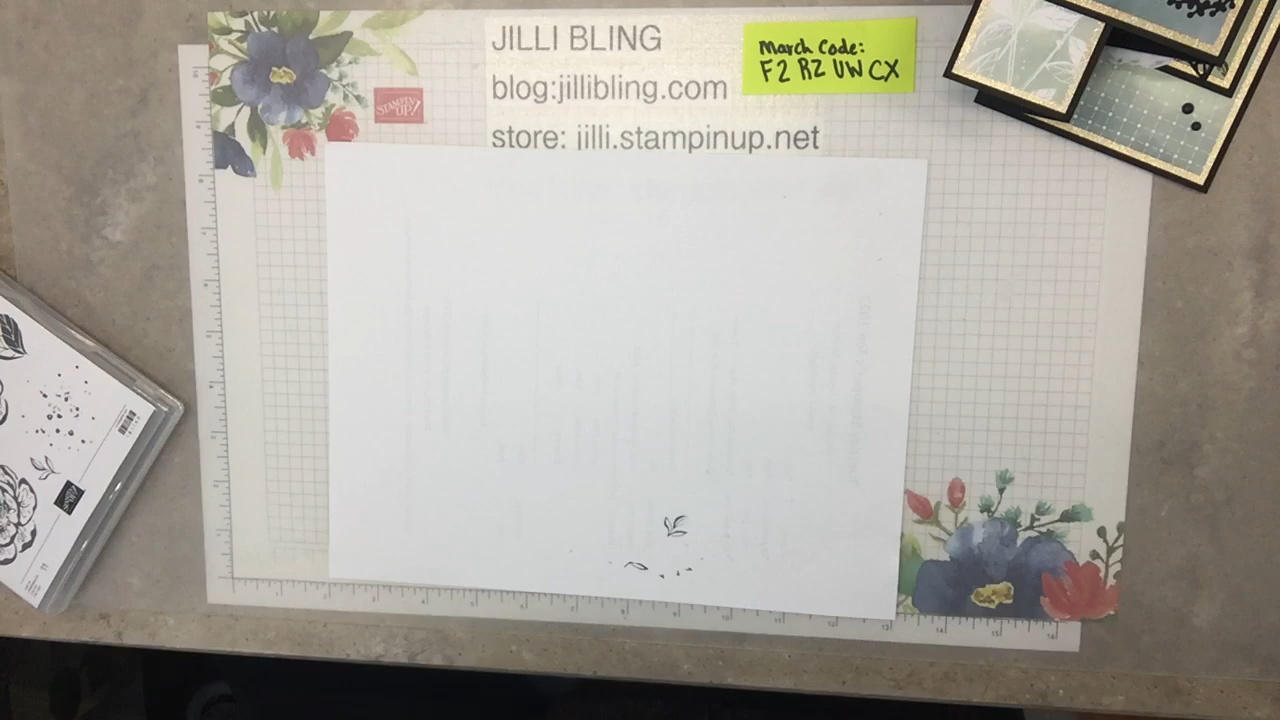 JILLI BLING
blog:jillibling.com
store: jilli.stampinup.net
March Code:
F2 RZ UW CX
STAMPIN' UP!